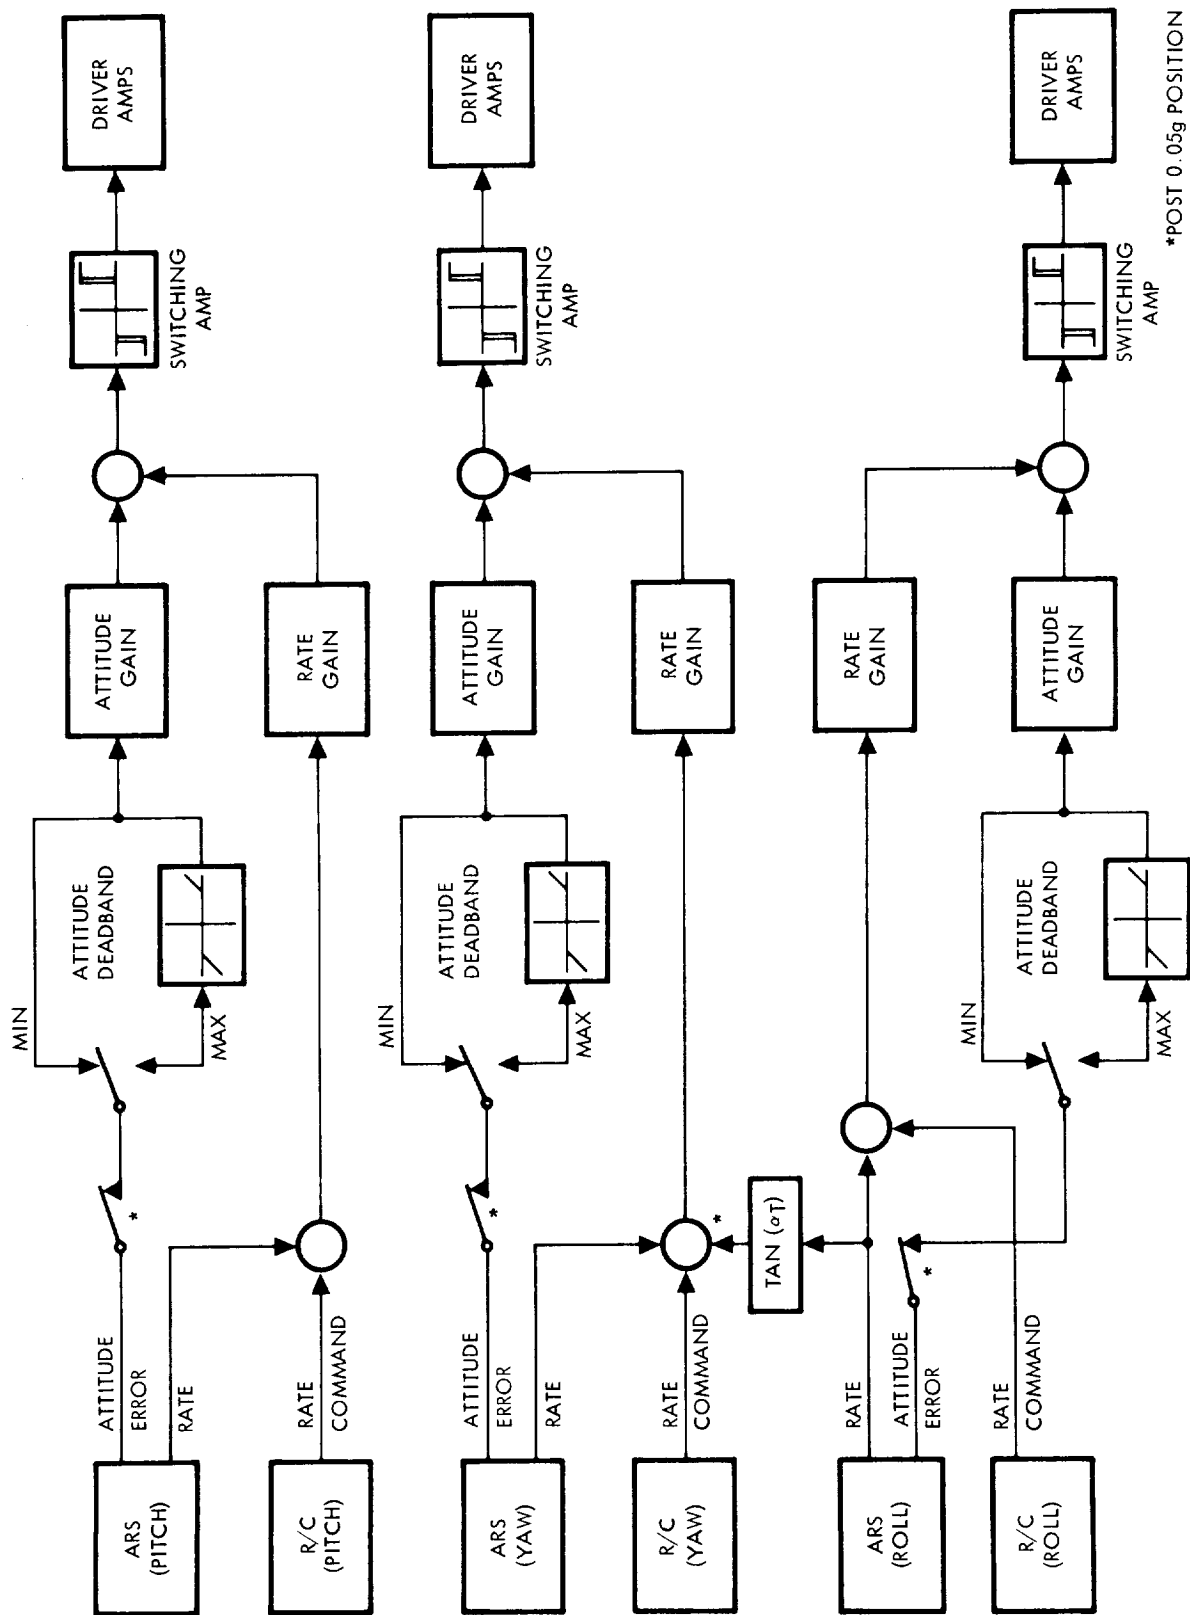 ARS
(PITCH)
ATTITUDE
ERROR
RATE
*
MIN
MAX
ATTITUDE
DEADBAND
ATTITUDE
GAIN
SWITCHING
AMP
DRIVER
AMPS
R/C
(PITCH)
RATE
COMMAND
RATE
GAIN
ARS
(YAW)
ATTITUDE
ERROR
RATE
*
MIN
MAX
ATTITUDE
DEADBAND
ATTITUDE
GAIN
SWITCHING
AMP
DRIVER
AMPS
R/C
(YAW)
RATE
COMMAND
*
RATE
GAIN
TAN (αT)
ARS
(ROLL)
RATE
ATTITUDE
ERROR
*
RATE
GAIN
R/C
(ROLL)
RATE
COMMAND
MIN
MAX
ATTITUDE
DEADBAND
ATTITUDE
GAIN
SWITCHING
AMP
DRIVER
AMPS
*POST 0.05g POSITION